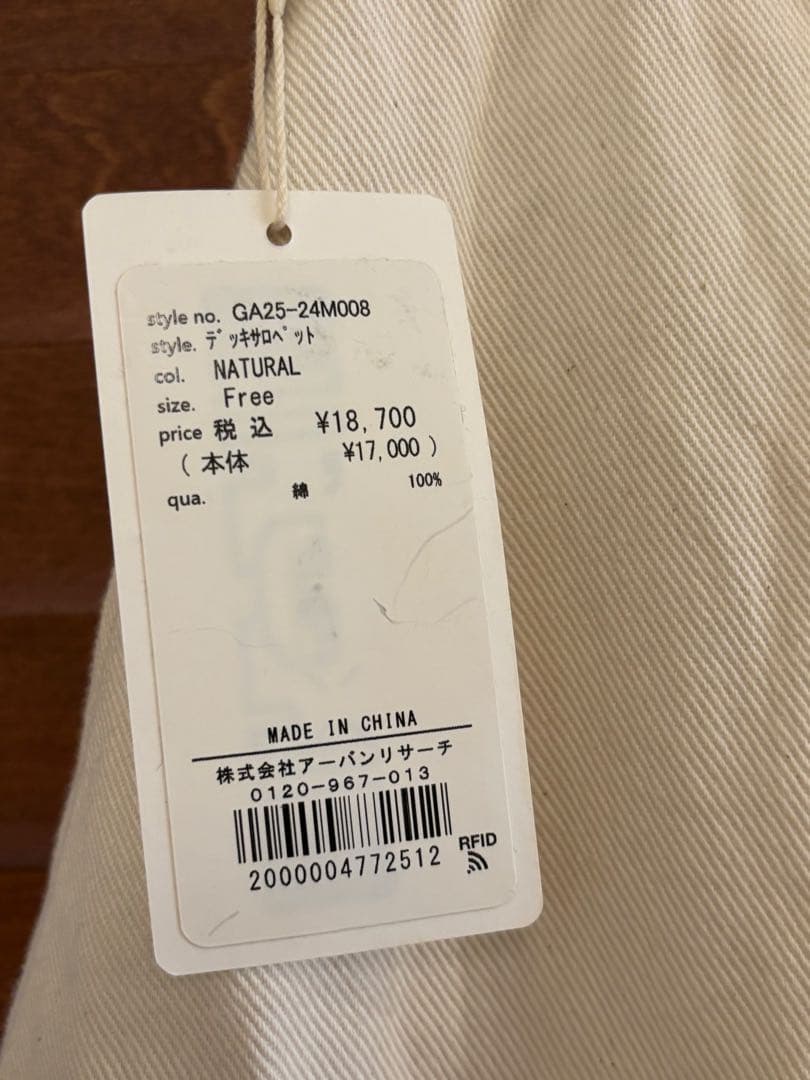 style no. GA25-24M008
style. ﾃﾞｯｷｻﾛﾍﾟｯﾄ
col. NATURAL
size. Free
price 税込 ¥18,700
(本体 ¥17,000)
qua. 綿 100%
MADE IN CHINA
株式会社アーバンリサーチ
0120-967-013
2000004772512
RFID